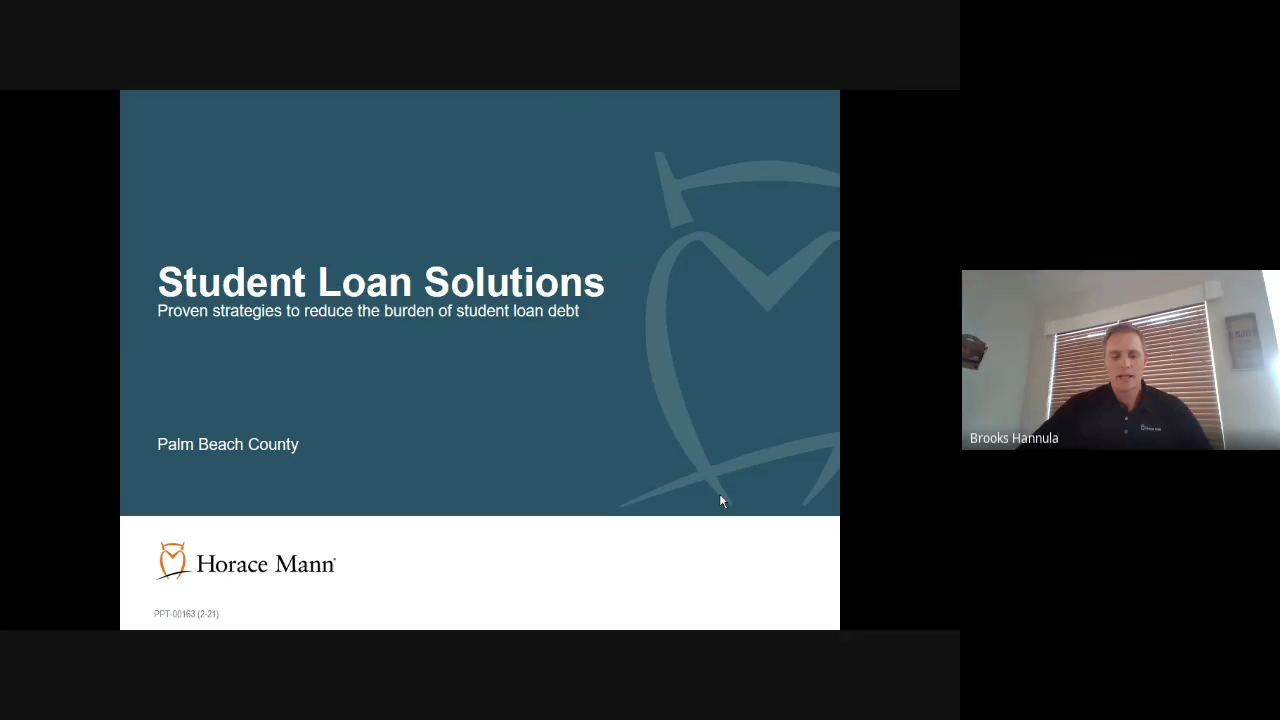 Student Loan Solutions
Proven strategies to reduce the burden of student loan debt
Palm Beach County
Horace Mann
PPT-00163 (2-21)
Brooks Hannula